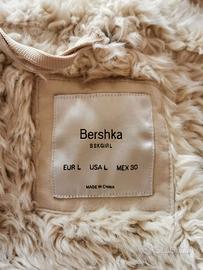 Bershka
BSKGIRL
EUR L USA L MEX 30
MADE IN CHINA